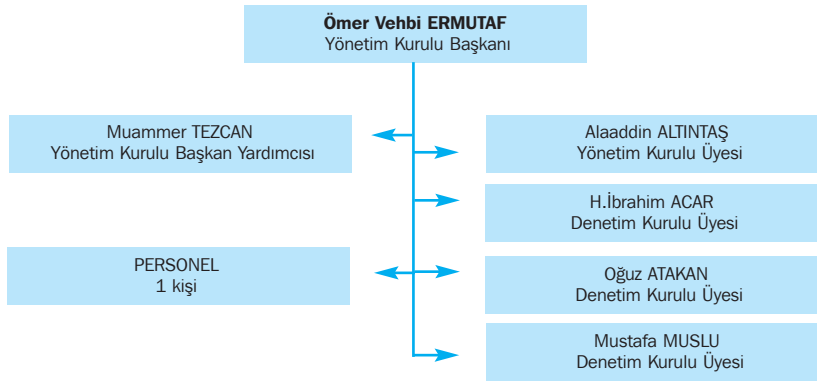 Ömer Vehbi ERMUTAF
Yönetim Kurulu Başkanı
Muammer TEZCAN
Yönetim Kurulu Başkan Yardımcısı
Alaaddin ALTINTAŞ
Yönetim Kurulu Üyesi
H.İbrahim ACAR
Denetim Kurulu Üyesi
PERSONEL
1 kişi
Oğuz ATAKAN
Denetim Kurulu Üyesi
Mustafa MUSLU
Denetim Kurulu Üyesi